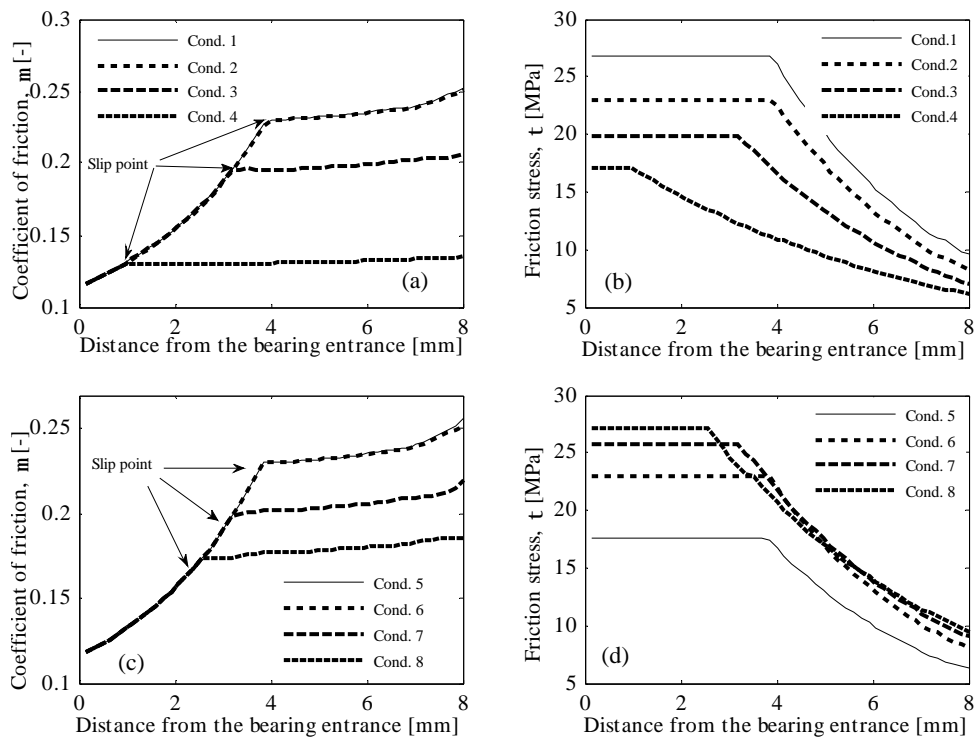 0.3
0.25
0.2
0.15
0.1
Coefficient of friction, m [-]
Cond. 1
Cond. 2
Cond. 3
Cond. 4
Slip point
(a)
0 2 4 6 8
Distance from the bearing entrance [mm]
30
25
20
15
10
5
Friction stress, t [MPa]
Cond.1
Cond.2
Cond.3
Cond.4
(b)
0 2 4 6 8
Distance from the bearing entrance [mm]
0.25
0.2
0.15
0.1
Coefficient of friction, m [-]
Slip point
Cond. 5
Cond. 6
Cond. 7
Cond. 8
(c)
0 2 4 6 8
Distance from the bearing entrance [mm]
30
25
20
15
10
5
Friction stress, t [MPa]
Cond. 5
Cond. 6
Cond. 7
Cond. 8
(d)
0 2 4 6 8
Distance from the bearing entrance [mm]